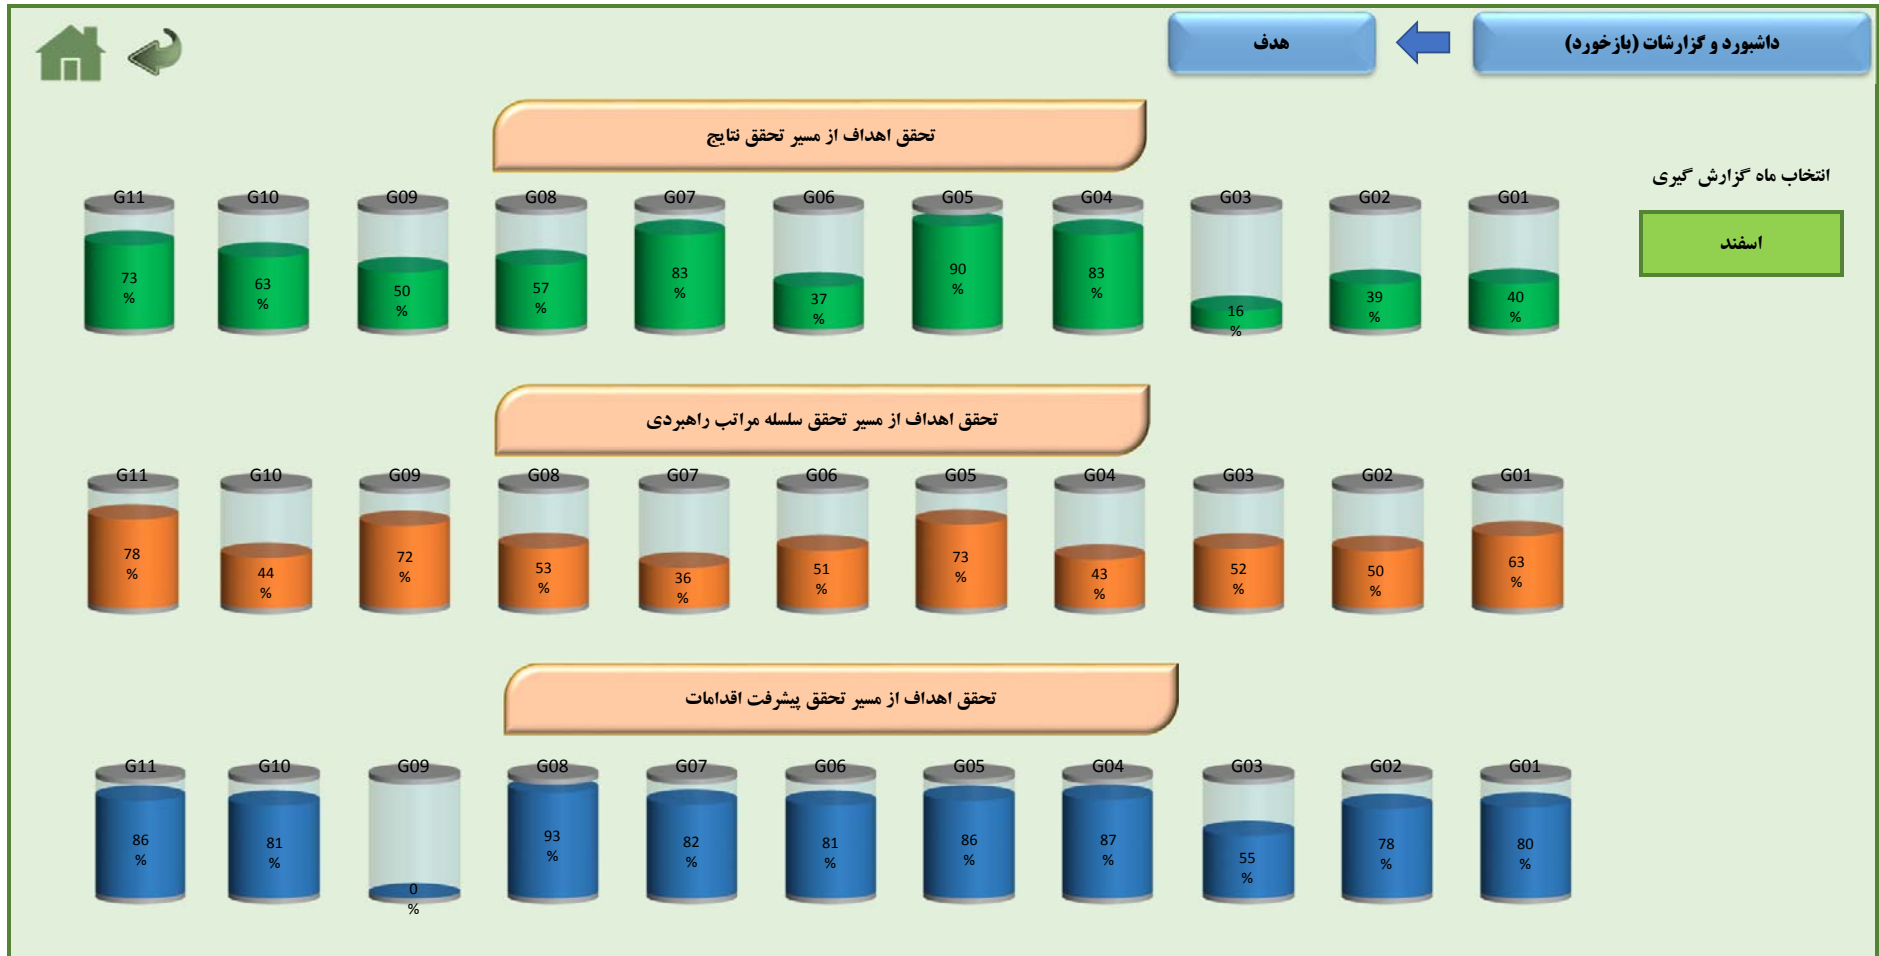 داشبورد و گزارشات (بازخورد)
هدف
انتخاب ماه گزارش گیری
اسفند
تحقق اهداف از مسیر تحقق نتایج
G01 G02 G03 G04 G05 G06 G07 G08 G09 G10 G11
40 % 39 % 16 % 83 % 90 % 37 % 83 % 57 % 50 % 63 % 73 %
تحقق اهداف از مسیر تحقق سلسله مراتب راهبردی
G01 G02 G03 G04 G05 G06 G07 G08 G09 G10 G11
63 % 50 % 52 % 43 % 73 % 51 % 36 % 53 % 72 % 44 % 78 %
تحقق اهداف از مسیر تحقق پیشرفت اقدامات
G01 G02 G03 G04 G05 G06 G07 G08 G09 G10 G11
80 % 78 % 55 % 87 % 86 % 81 % 82 % 93 % 0 % 81 % 86 %